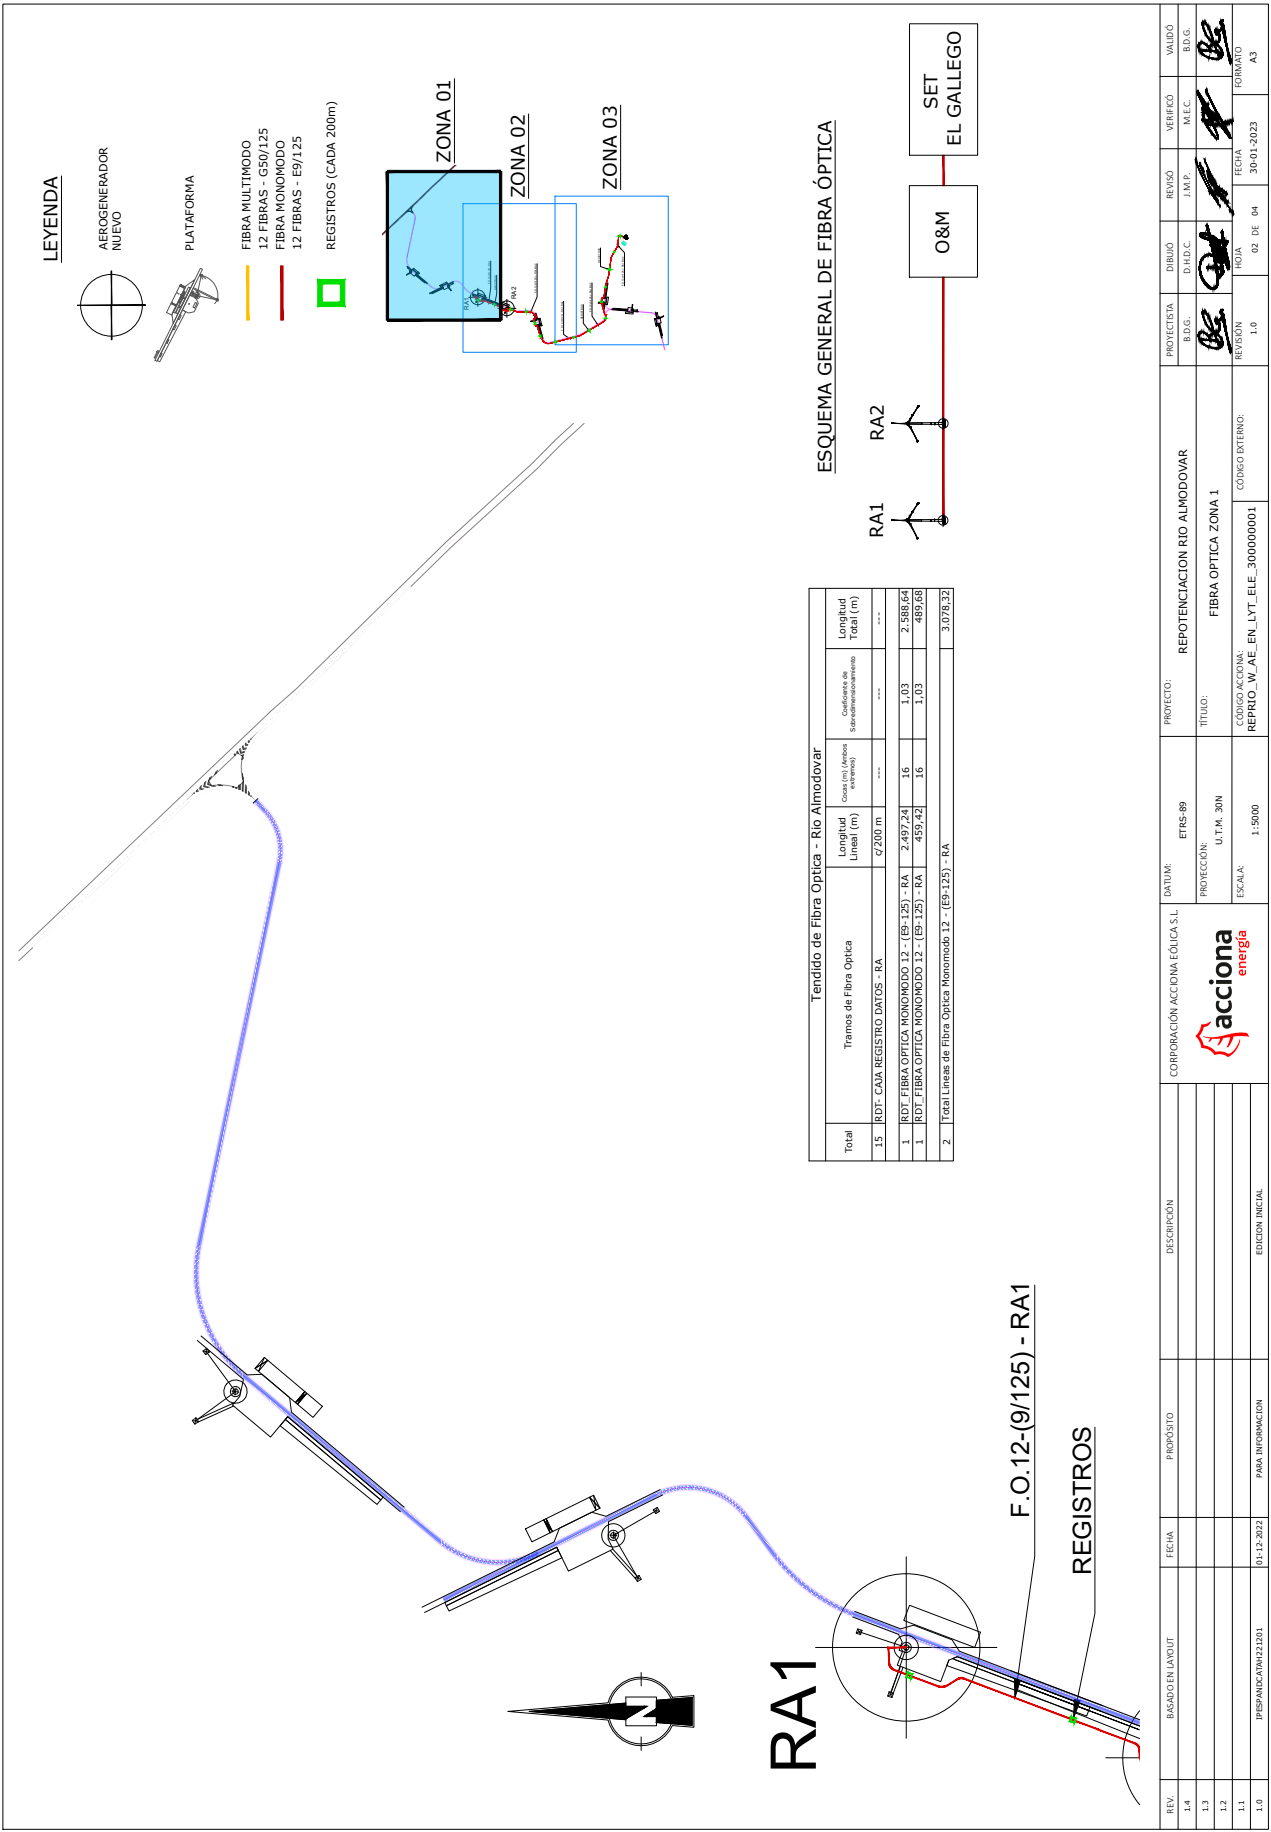 LEYENDA
AEROGENERADOR
NUEVO
PLATAFORMA
FIBRA MULTIMODO
12 FIBRAS - G50/125
FIBRA MONOMODO
12 FIBRAS - E9/125
REGISTROS (CADA 200m)
ZONA 01
ZONA 02
ZONA 03
RA1
RA2
ESQUEMA GENERAL DE FIBRA ÓPTICA
RA1
RA2
O&M
SET
EL GALLEGO
Tendido de Fibra Optica - Rio Almodovar
Total
Tramos de Fibra Optica
Longitud
Lineal (m)
Cocas (m) (Ambos
extremos)
Coeficiente de
Sobredimensionamiento
Longitud
Total (m)
15 RDT- CAJA REGISTRO DATOS - RA c/200 m --- --- ---
1 RDT_FIBRA OPTICA MONOMODO 12 - (E9-125) - RA 2.497,24 16 1,03 2.588,64
1 RDT_FIBRA OPTICA MONOMODO 12 - (E9-125) - RA 459,42 16 1,03 489,68
2 Total Lineas de Fibra Optica Monomodo 12 - (E9-125) - RA 3.078,32
F.O.12-(9/125) - RA1
REGISTROS
RA1
N
REV.
BASADO EN LAYOUT
FECHA
PROPÓSITO
DESCRIPCIÓN
1.4
1.3
1.2
1.1
1.0 IPESPANDCATAH221201 01-12-2022 PARA INFORMACION EDICION INICIAL
CORPORACIÓN ACCIONA EÓLICA S.L.
acciona
energía
DATUM:
ETRS-89
PROYECCIÓN:
U.T.M. 30N
ESCALA:
1:5000
PROYECTO:
REPOTENCIACION RIO ALMODOVAR
TÍTULO:
FIBRA OPTICA ZONA 1
CÓDIGO ACCIONA:
REPRIO_W_AE_EN_LYT_ELE_300000001
CÓDIGO EXTERNO:
PROYECTISTA
B.D.G.
DIBUJÓ
D.H.D.C.
REVISÓ
J.M.P.
VERIFICÓ
M.E.C.
VALIDÓ
B.D.G.
REVISIÓN
1.0
HOJA
02 DE 04
FECHA
30-01-2023
FORMATO
A3